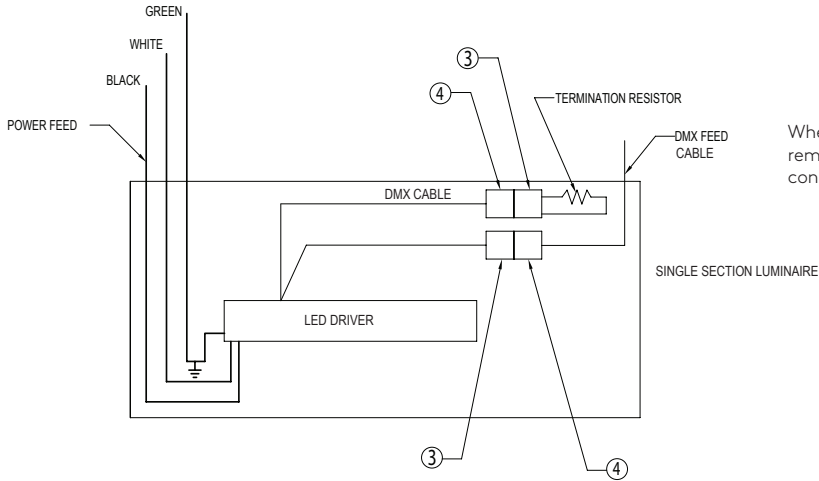 GREEN
WHITE
BLACK
POWER FEED
3
4
TERMINATION RESISTOR
DMX FEED
CABLE
DMX CABLE
SINGLE SECTION LUMINAIRE
LED DRIVER
3
4